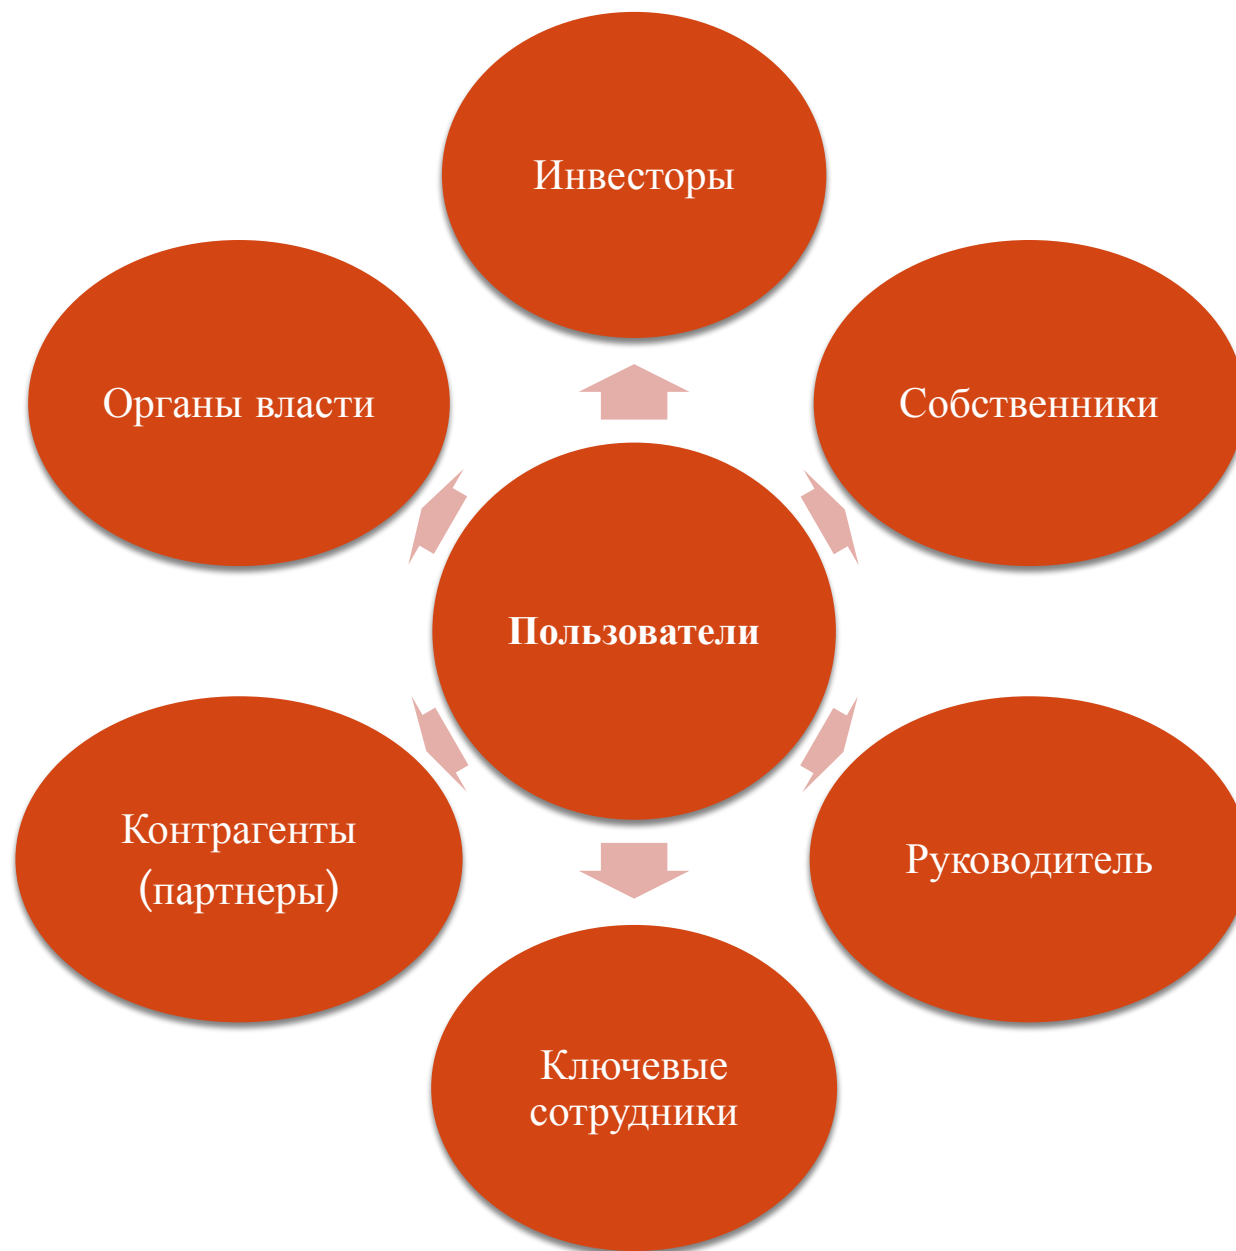 Инвесторы
Органы власти
Собственники
Пользователи
Контрагенты
(партнеры)
Руководитель
Ключевые
сотрудники